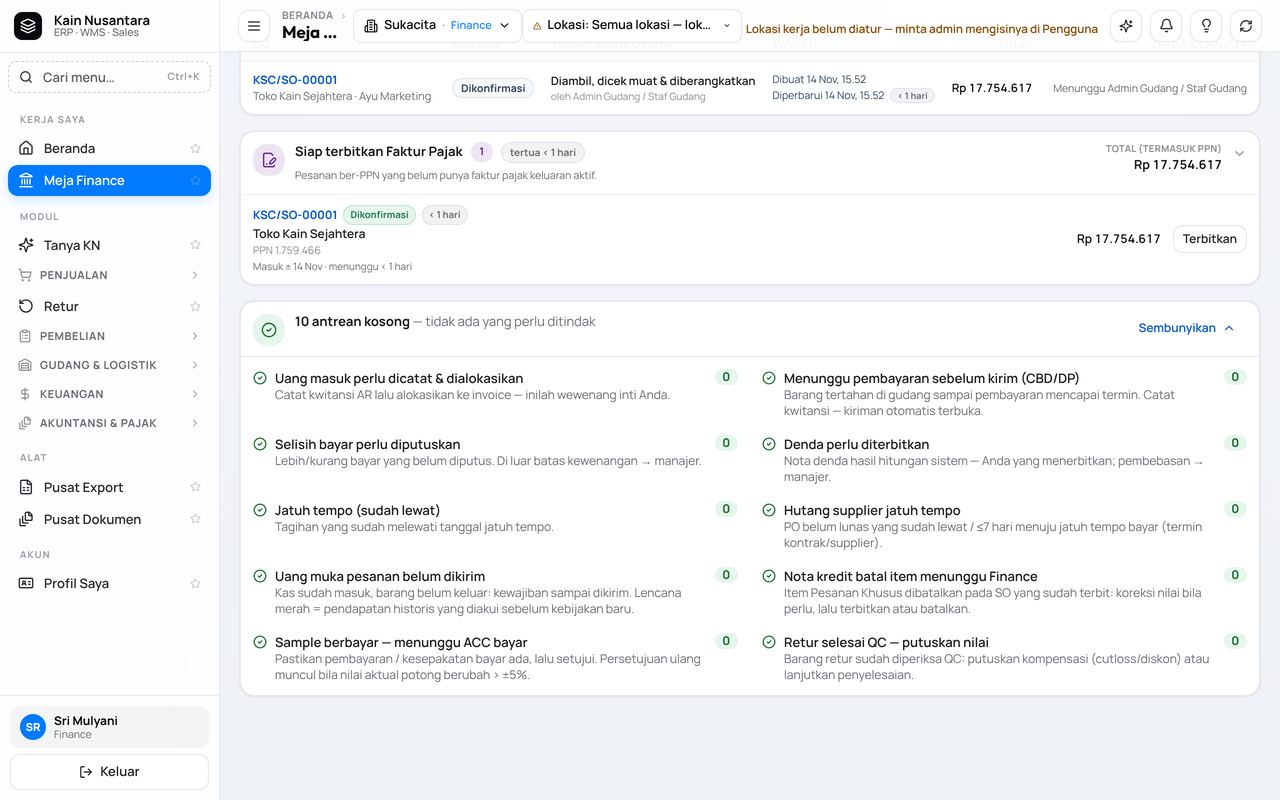 Kain Nusantara
ERP · WMS · Sales
Cari menu...
Ctrl+K
KERJA SAYA
Beranda
Meja Finance
MODUL
Tanya KN
PENJUALAN
Retur
PEMBELIAN
GUDANG & LOGISTIK
KEUANGAN
AKUNTANSI & PAJAK
ALAT
Pusat Export
Pusat Dokumen
AKUN
Profil Saya
SR
Sri Mulyani
Finance
Keluar
BERANDA
Meja ...
Sukacita · Finance
Lokasi: Semua lokasi — lok...
Lokasi kerja belum diatur — minta admin mengisinya di Pengguna
KSC/SO-00001
Toko Kain Sejahtera · Ayu Marketing
Dikonfirmasi
Diambil, dicek muat & diberangkatkan
oleh Admin Gudang / Staf Gudang
Dibuat 14 Nov, 15.52
Diperbarui 14 Nov, 15.52
< 1 hari
Rp 17.754.617
Menunggu Admin Gudang / Staf Gudang
Siap terbitkan Faktur Pajak
1
tertua < 1 hari
Pesanan ber-PPN yang belum punya faktur pajak keluaran aktif.
TOTAL (TERMASUK PPN)
Rp 17.754.617
KSC/SO-00001
Dikonfirmasi
< 1 hari
Toko Kain Sejahtera
PPN 1.759.466
Masuk ± 14 Nov · menunggu < 1 hari
Rp 17.754.617
Terbitkan
10 antrean kosong — tidak ada yang perlu ditindak
Sembunyikan
Uang masuk perlu dicatat & dialokasikan
0
Catat kwitansi AR lalu alokasikan ke invoice — inilah wewenang inti Anda.
Menunggu pembayaran sebelum kirim (CBD/DP)
0
Barang tertahan di gudang sampai pembayaran mencapai termin. Catat
kwitansi — kiriman otomatis terbuka.
Selisih bayar perlu diputuskan
0
Lebih/kurang bayar yang belum diputus. Di luar batas kewenangan → manajer.
Denda perlu diterbitkan
0
Nota denda hasil hitungan sistem — Anda yang menerbitkan; pembebasan →
manajer.
Jatuh tempo (sudah lewat)
0
Tagihan yang sudah melewati tanggal jatuh tempo.
Hutang supplier jatuh tempo
0
PO belum lunas yang sudah lewat / ≤7 hari menuju jatuh tempo bayar (termin
kontrak/supplier).
Uang muka pesanan belum dikirim
0
Kas sudah masuk, barang belum keluar: kewajiban sampai dikirim. Lencana
merah = pendapatan historis yang diakui sebelum kebijakan baru.
Nota kredit batal item menunggu Finance
0
Item Pesanan Khusus dibatalkan pada SO yang sudah terbit: koreksi nilai bila
perlu, lalu terbitkan atau batalkan.
Sample berbayar — menunggu ACC bayar
0
Pastikan pembayaran / kesepakatan bayar ada, lalu setujui. Persetujuan ulang
muncul bila nilai aktual potong berubah > ±5%.
Retur selesai QC — putuskan nilai
0
Barang retur sudah diperiksa QC: putuskan kompensasi (cutloss/diskon) atau
lanjutkan penyelesaian.